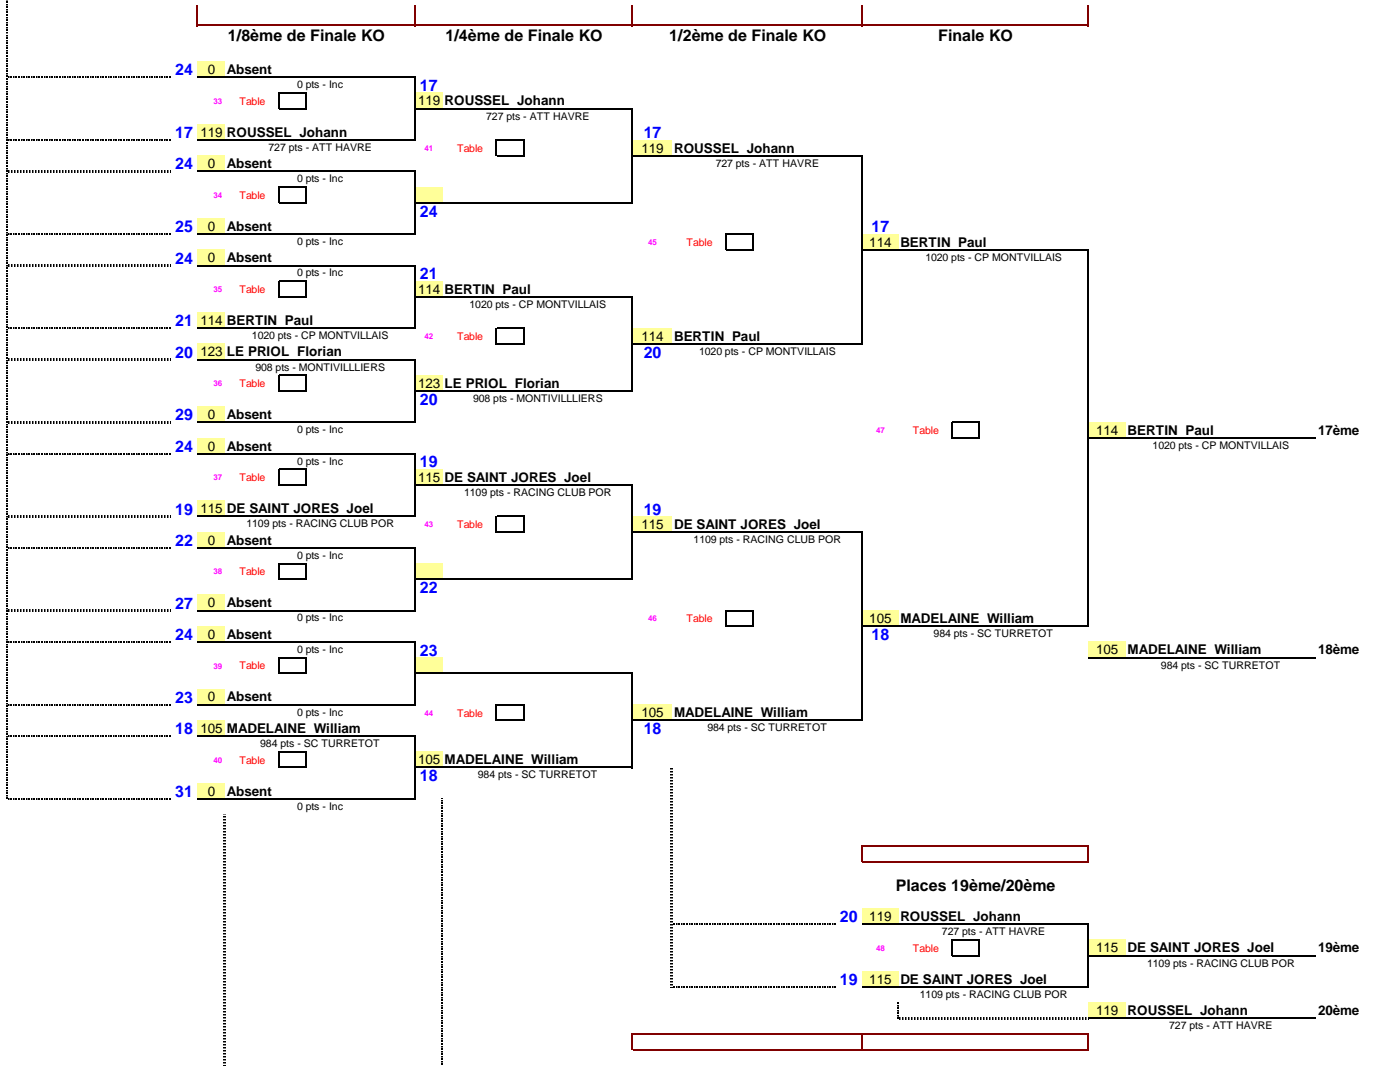 1/8ème de Finale KO 1/4ème de Finale KO 1/2ème de Finale KO Finale KO
24 0 Absent
0 pts - Inc
17
33 Table
119 ROUSSEL Johann
727 pts - ATT HAVRE
17 119 ROUSSEL Johann
17
727 pts - ATT HAVRE
41 Table
119 ROUSSEL Johann
727 pts - ATT HAVRE
24 0 Absent
0 pts - Inc
34 Table
24
25 0 Absent
17
0 pts - Inc
45 Table
114 BERTIN Paul
1020 pts - CP MONTVILLAIS
24 0 Absent
0 pts - Inc
21
35 Table
114 BERTIN Paul
1020 pts - CP MONTVILLAIS
21 114 BERTIN Paul
1020 pts - CP MONTVILLAIS
42 Table
114 BERTIN Paul
20
1020 pts - CP MONTVILLAIS
20 123 LE PRIOL Florian
908 pts - MONTIVILLLIERS
36 Table
123 LE PRIOL Florian
20
908 pts - MONTIVILLLIERS
29 0 Absent
0 pts - Inc
47 Table
114 BERTIN Paul 17ème
1020 pts - CP MONTVILLAIS
24 0 Absent
0 pts - Inc
19
37 Table
115 DE SAINT JORES Joel
1109 pts - RACING CLUB POR
19 115 DE SAINT JORES Joel
19
1109 pts - RACING CLUB POR
43 Table
115 DE SAINT JORES Joel
1109 pts - RACING CLUB POR
22 0 Absent
0 pts - Inc
38 Table
22
27 0 Absent
0 pts - Inc
46 Table
105 MADELAINE William
18
984 pts - SC TURRETOT
24 0 Absent
23
105 MADELAINE William 18ème
984 pts - SC TURRETOT
39 Table
23 0 Absent
0 pts - Inc
44 Table
105 MADELAINE William
18
984 pts - SC TURRETOT
18 105 MADELAINE William
984 pts - SC TURRETOT
40 Table
105 MADELAINE William
18
984 pts - SC TURRETOT
31 0 Absent
0 pts - Inc
Places 19ème/20ème
20 119 ROUSSEL Johann
727 pts - ATT HAVRE
48 Table
115 DE SAINT JORES Joel 19ème
1109 pts - RACING CLUB POR
19 115 DE SAINT JORES Joel
1109 pts - RACING CLUB POR
119 ROUSSEL Johann 20ème
727 pts - ATT HAVRE